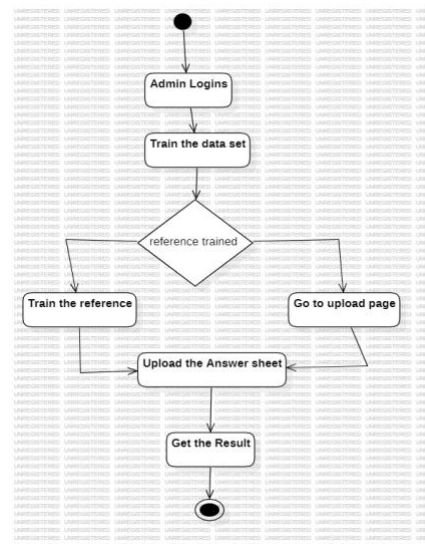 Admin Logins
Train the data set
reference trained
Train the reference
Go to upload page
Upload the Answer sheet
Get the Result
UNREGISTERED